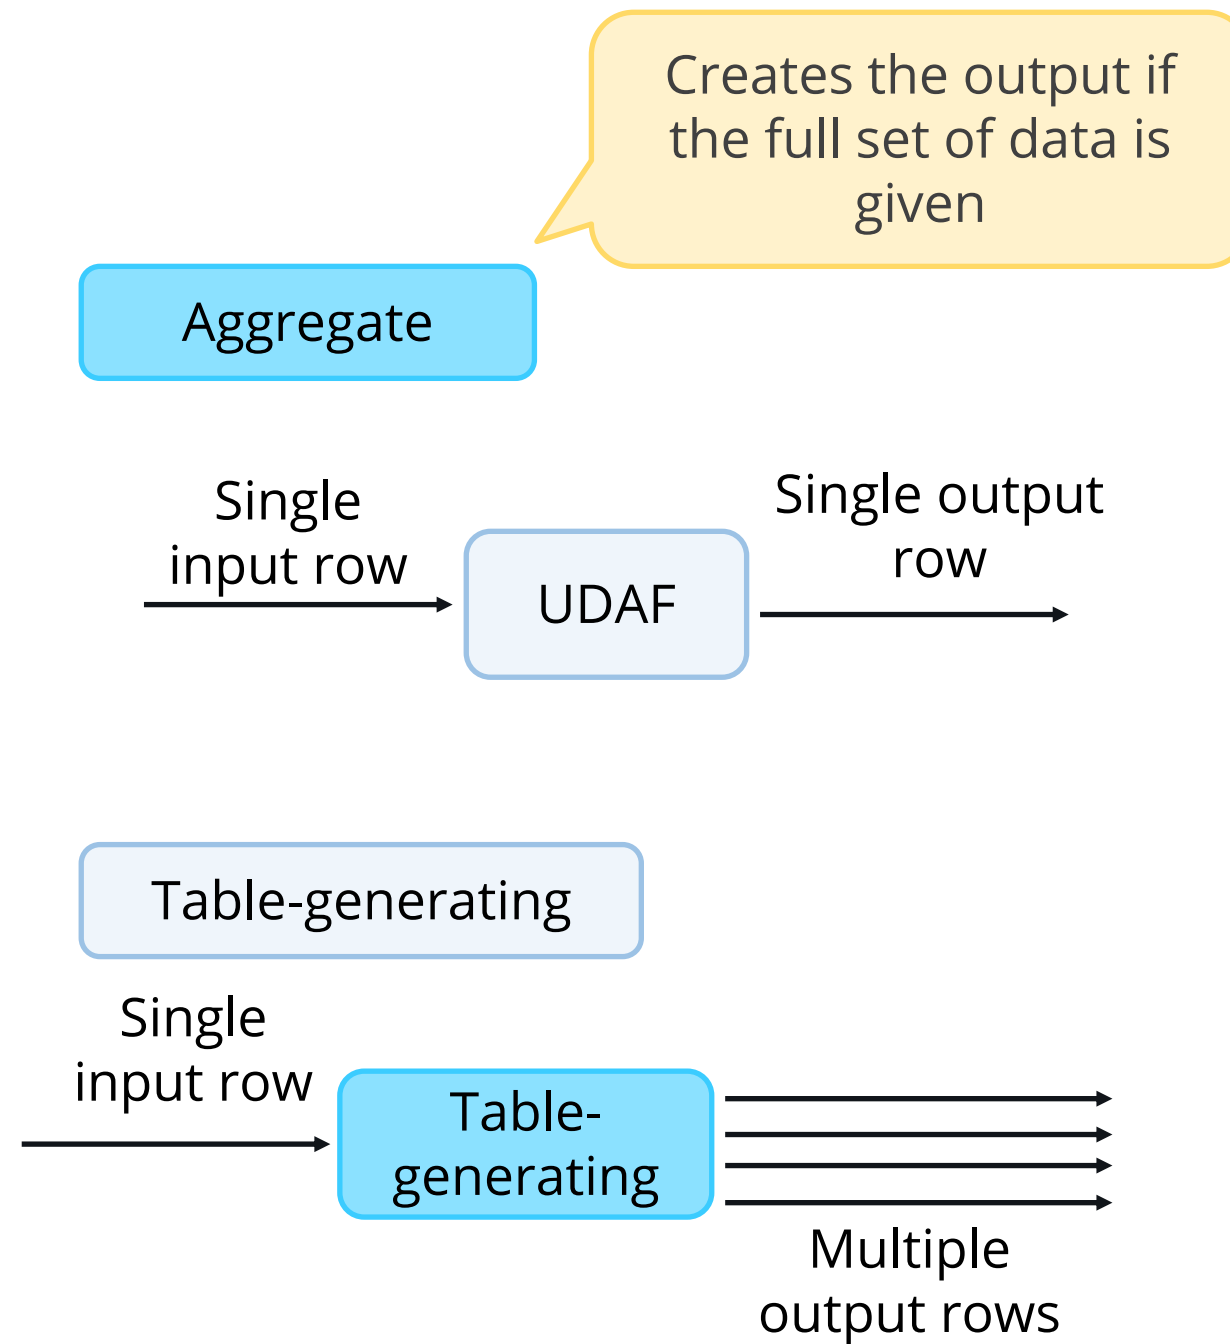 Creates the output if
the full set of data is
given
Aggregate
Single
input row
UDAF
Single output
row
Table-generating
Single
input row
Table-
generating
Multiple
output rows